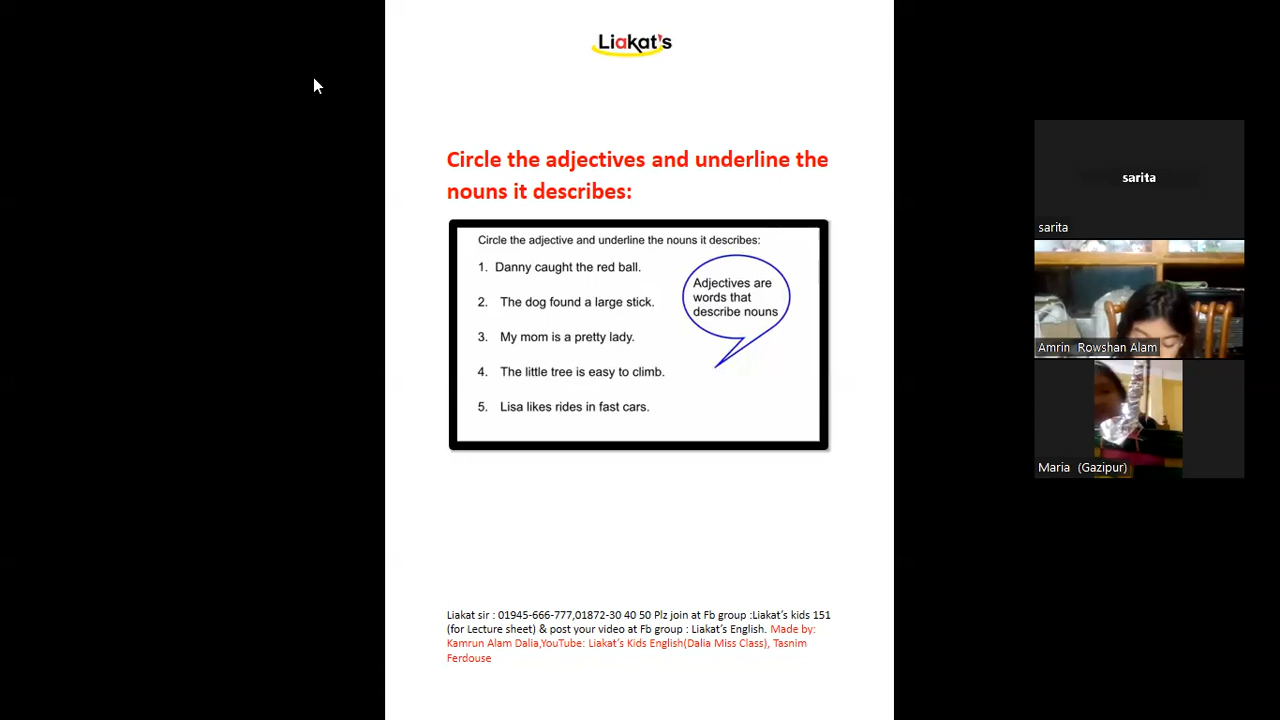 Liakat's
Circle the adjectives and underline the
nouns it describes:
Circle the adjective and underline the nouns it describes:
1. Danny caught the red ball.
2. The dog found a large stick.
3. My mom is a pretty lady.
4. The little tree is easy to climb.
5. Lisa likes rides in fast cars.
Adjectives are
words that
describe nouns
Liakat sir : 01945-666-777,01872-30 40 50 Plz join at Fb group :Liakat's kids 151
(for Lecture sheet) & post your video at Fb group : Liakat's English. Made by:
Kamrun Alam Dalia,YouTube: Liakat's Kids English(Dalia Miss Class), Tasnim
Ferdouse
sarita
sarita
Amrin Rowshan Alam
Maria (Gazipur)